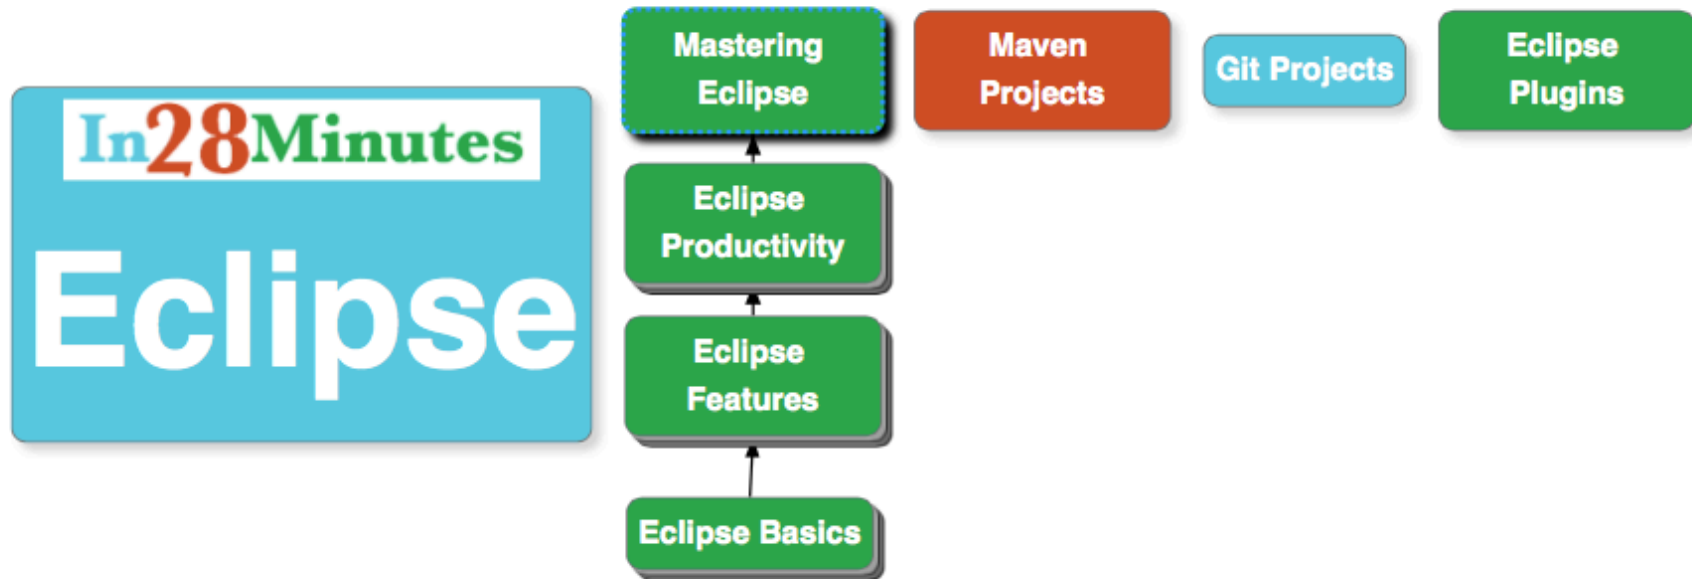 In28Minutes
Eclipse
Mastering
Eclipse
Maven
Projects
Git Projects
Eclipse
Plugins
Eclipse
Productivity
Eclipse
Features
Eclipse Basics